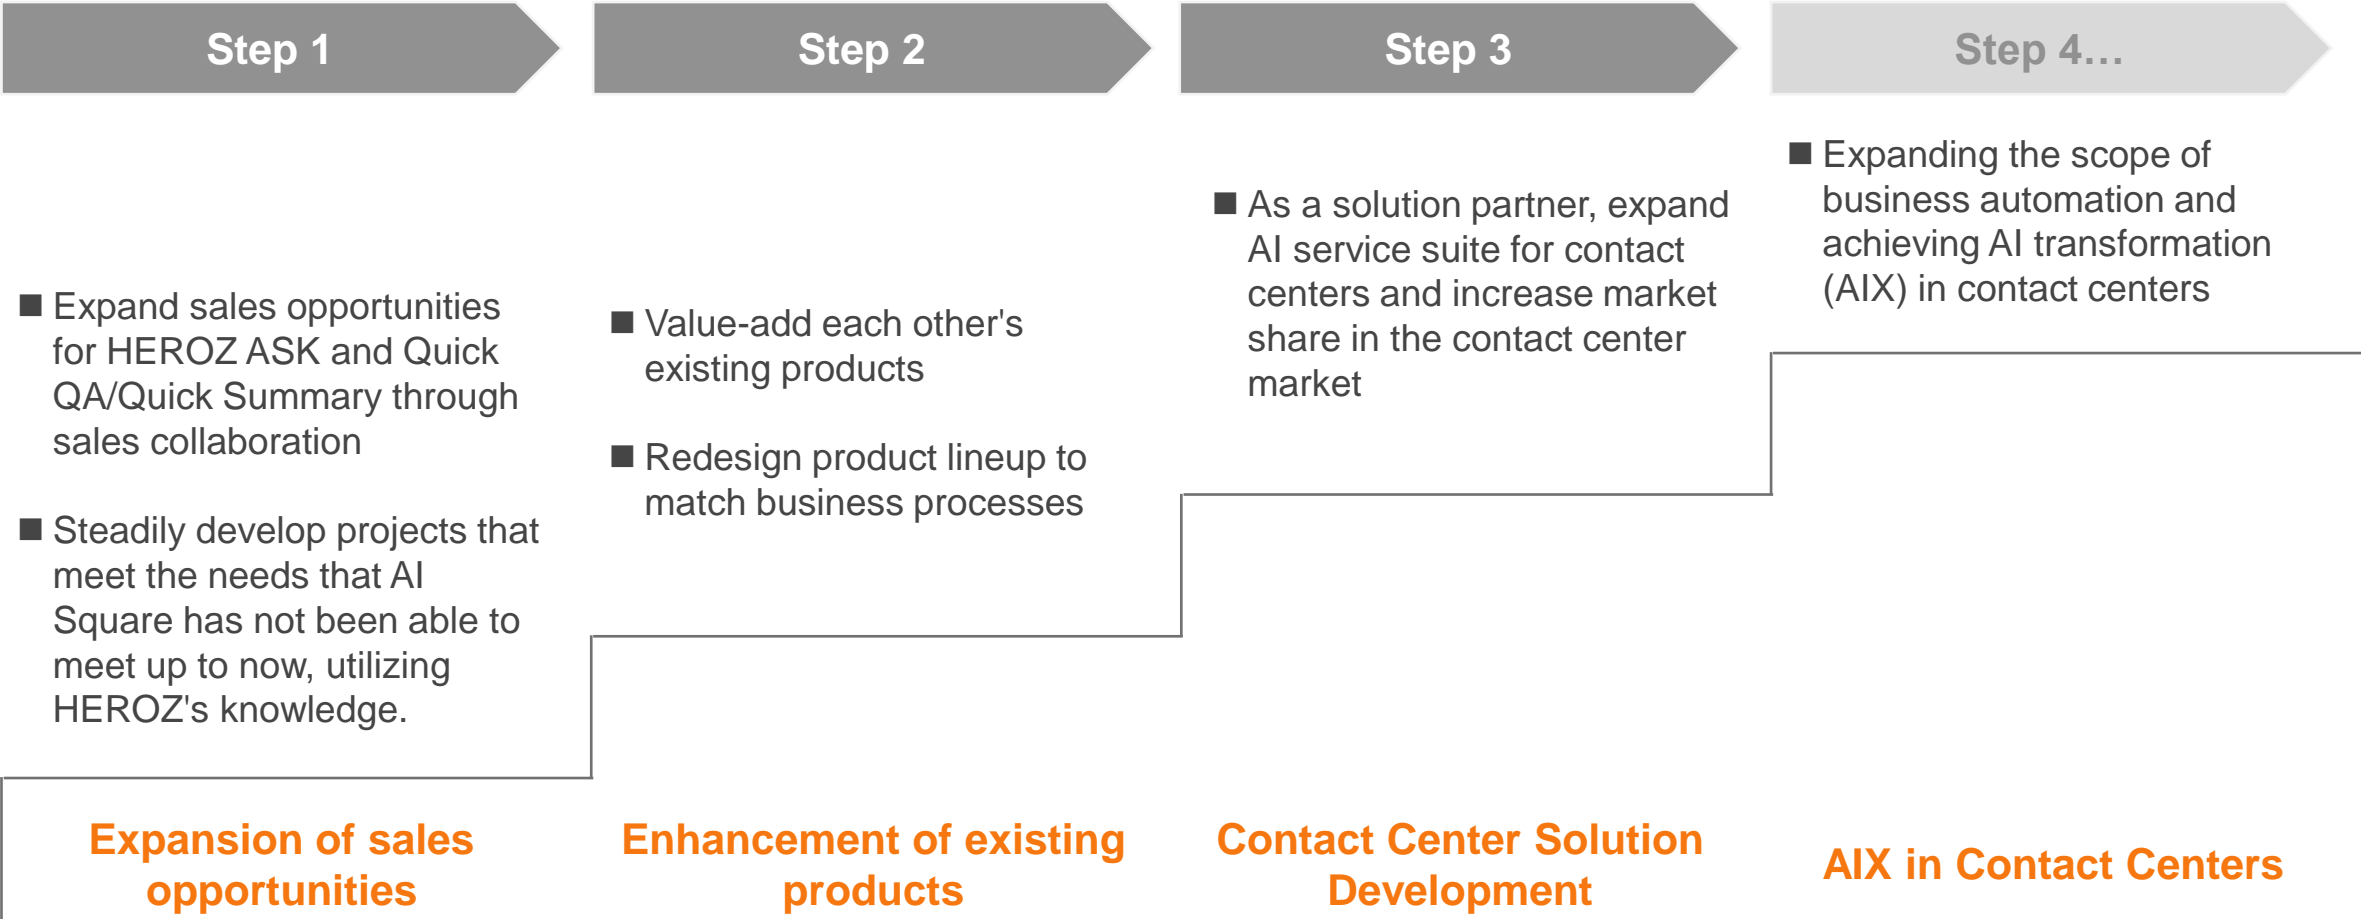 Step 1
Step 2
Step 3
Step 4…
■ Expand sales opportunities
for HEROZ ASK and Quick
QA/Quick Summary through
sales collaboration
■ Steadily develop projects that
meet the needs that AI
Square has not been able to
meet up to now, utilizing
HEROZ's knowledge.
■ Value-add each other's
existing products
■ Redesign product lineup to
match business processes
■ As a solution partner, expand
AI service suite for contact
centers and increase market
share in the contact center
market
■ Expanding the scope of
business automation and
achieving AI transformation
(AIX) in contact centers
Expansion of sales
opportunities
Enhancement of existing
products
Contact Center Solution
Development
AIX in Contact Centers